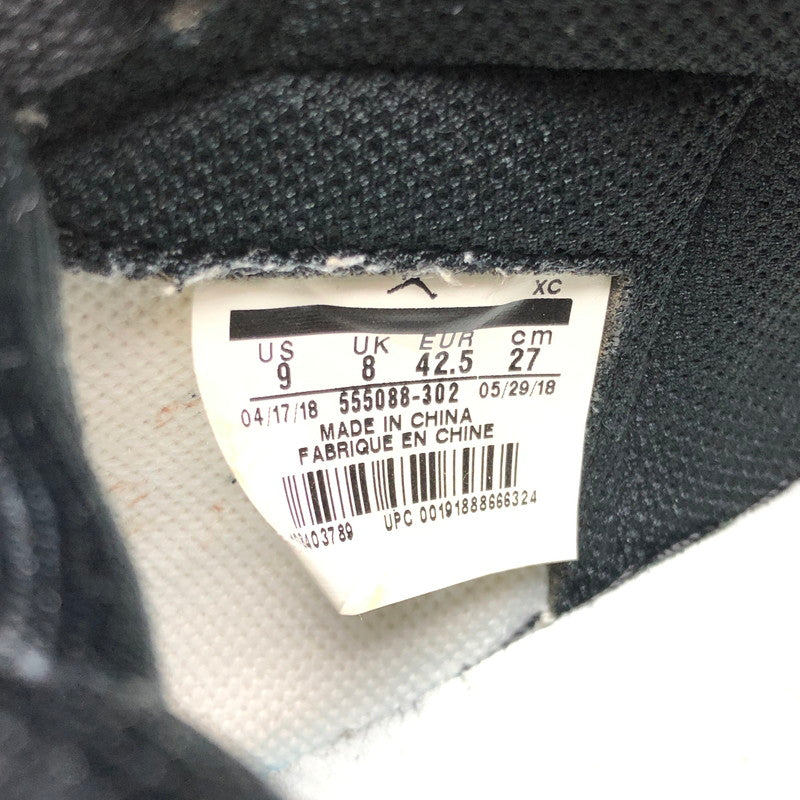 XC
US UK EUR cm
9 8 42.5 27
04/17/18 555088-302 05/29/18
MADE IN CHINA
FABRIQUE EN CHINE
UPC 00191888666324